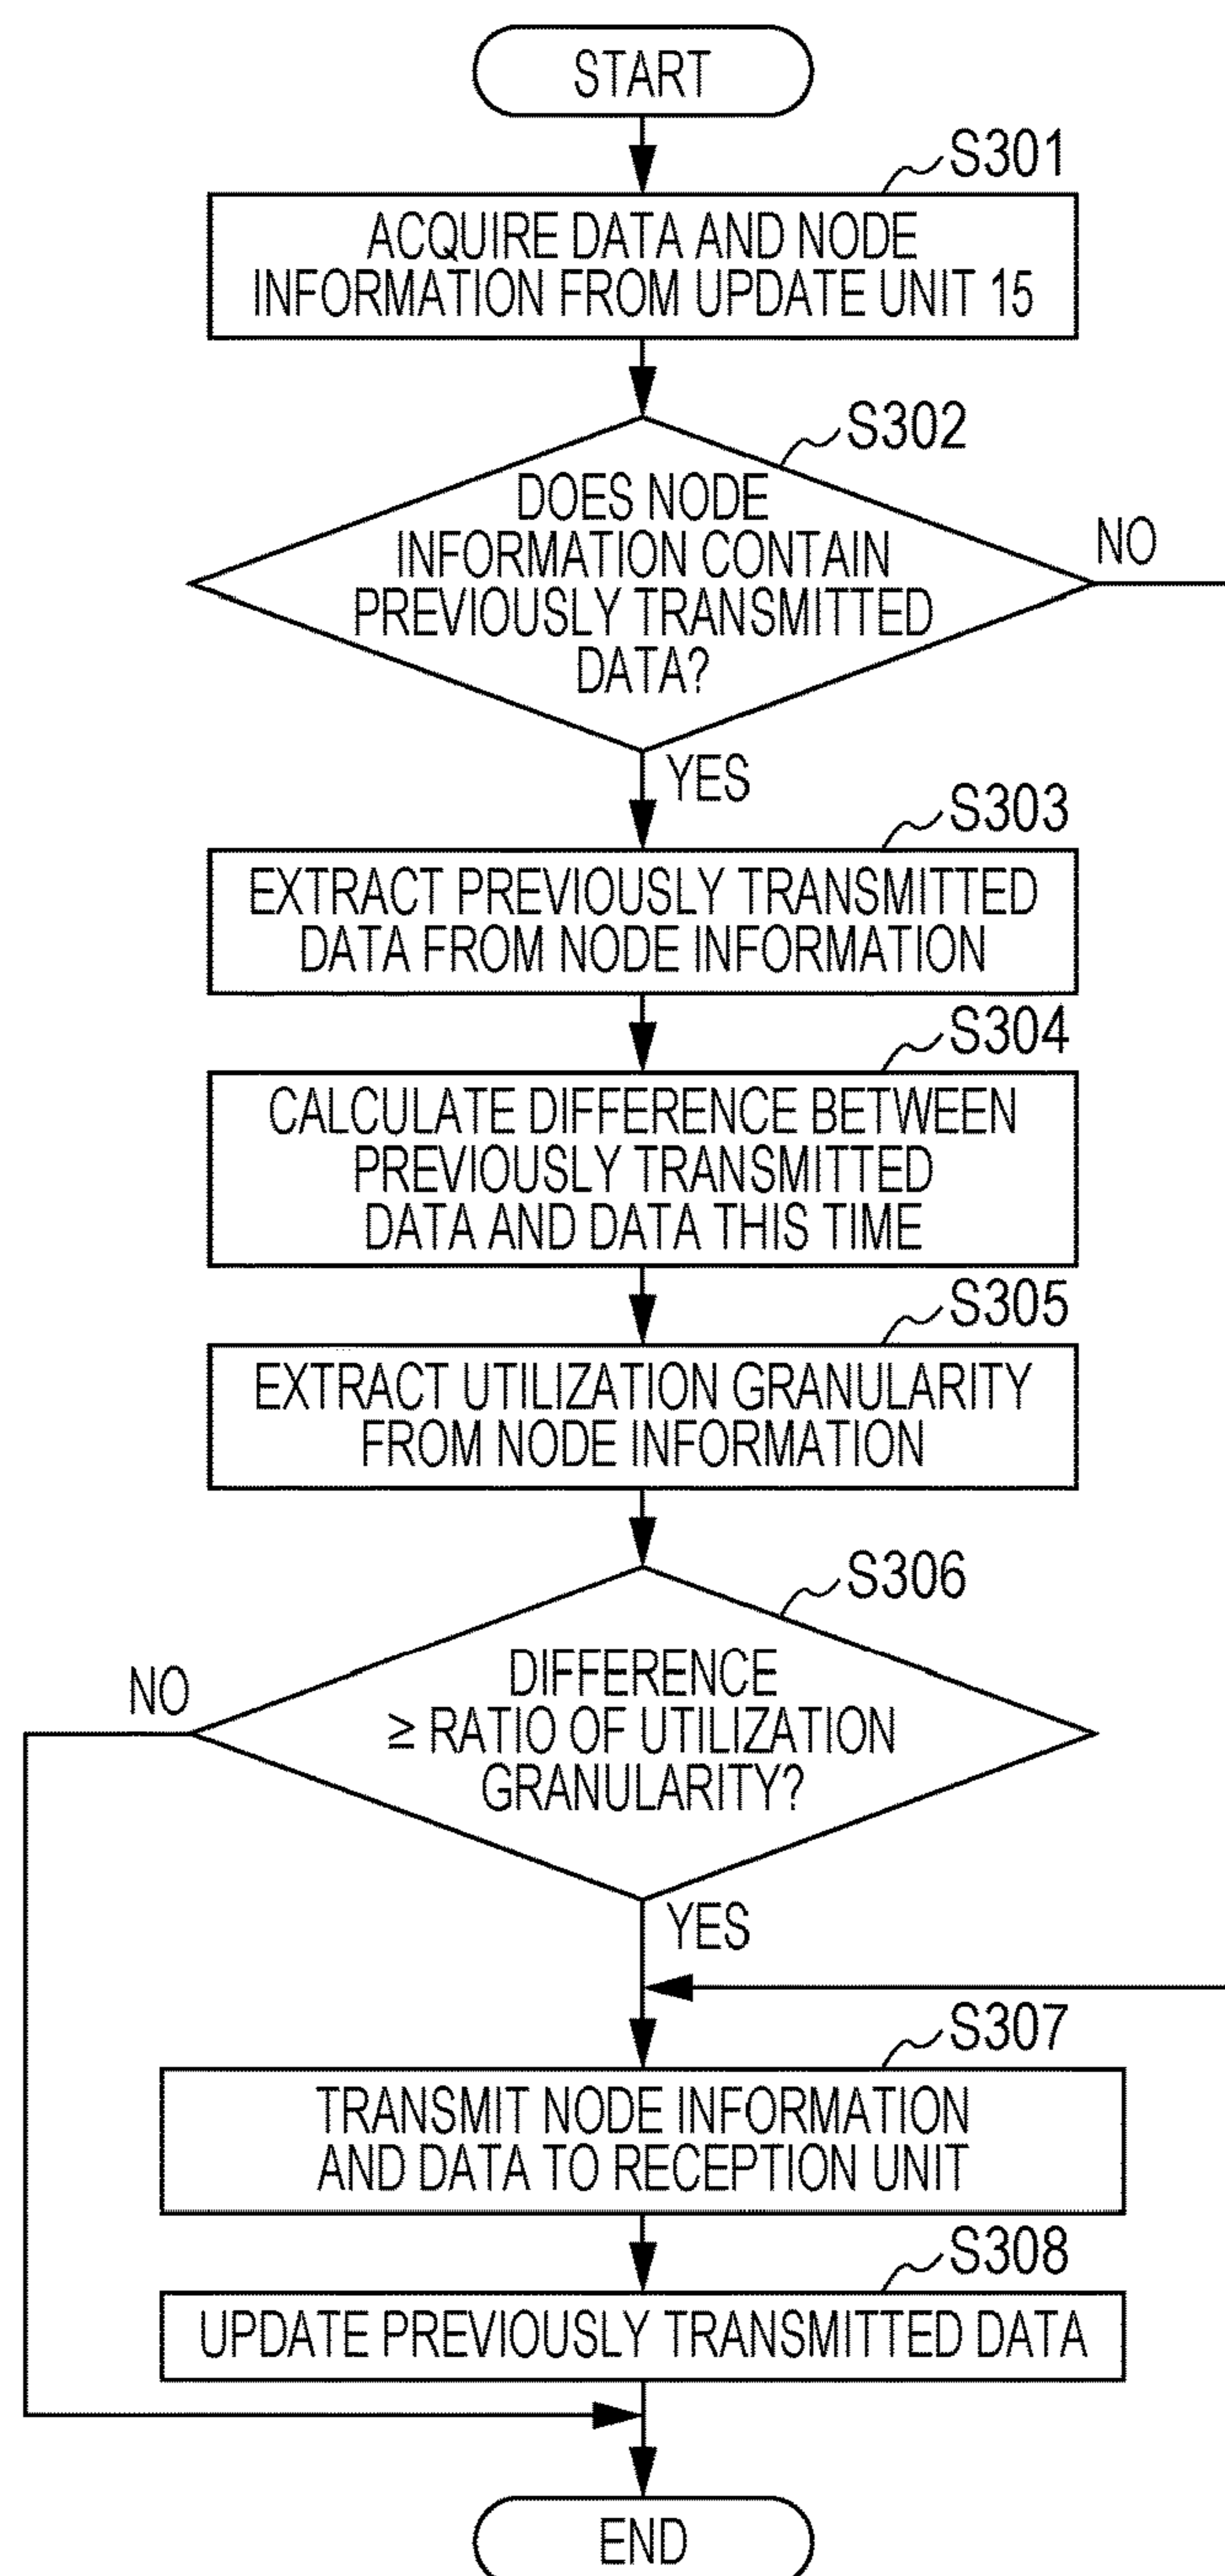 START
S301
ACQUIRE DATA AND NODE
INFORMATION FROM UPDATE UNIT 15
S302
DOES NODE
INFORMATION CONTAIN
PREVIOUSLY TRANSMITTED
DATA?
NO
YES
S303
EXTRACT PREVIOUSLY TRANSMITTED
DATA FROM NODE INFORMATION
S304
CALCULATE DIFFERENCE BETWEEN
PREVIOUSLY TRANSMITTED
DATA AND DATA THIS TIME
S305
EXTRACT UTILIZATION GRANULARITY
FROM NODE INFORMATION
S306
NO
DIFFERENCE
≥ RATIO OF UTILIZATION
GRANULARITY?
YES
S307
TRANSMIT NODE INFORMATION
AND DATA TO RECEPTION UNIT
S308
UPDATE PREVIOUSLY TRANSMITTED DATA
END